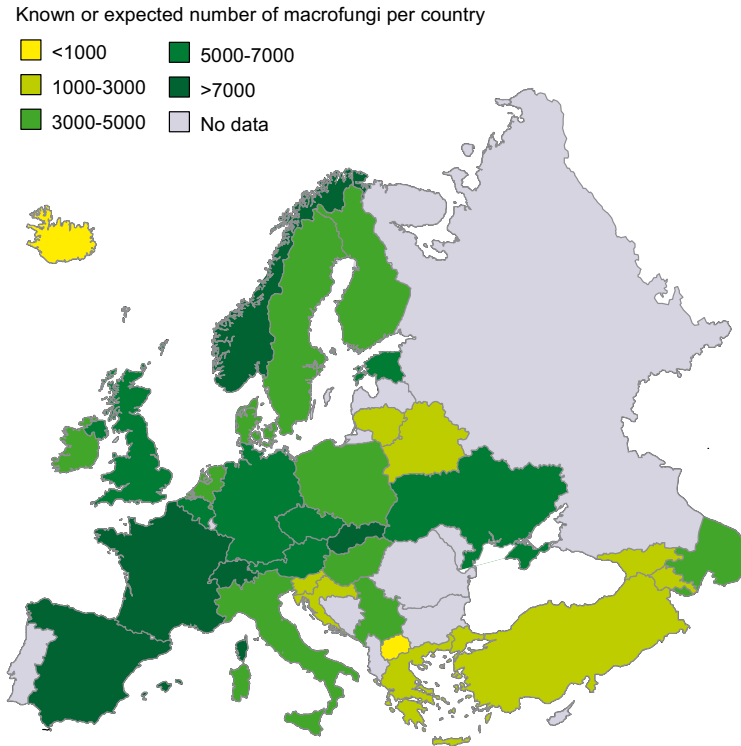 Known or expected number of macrofungi per country
<1000
1000-3000
3000-5000
5000-7000
>7000
No data